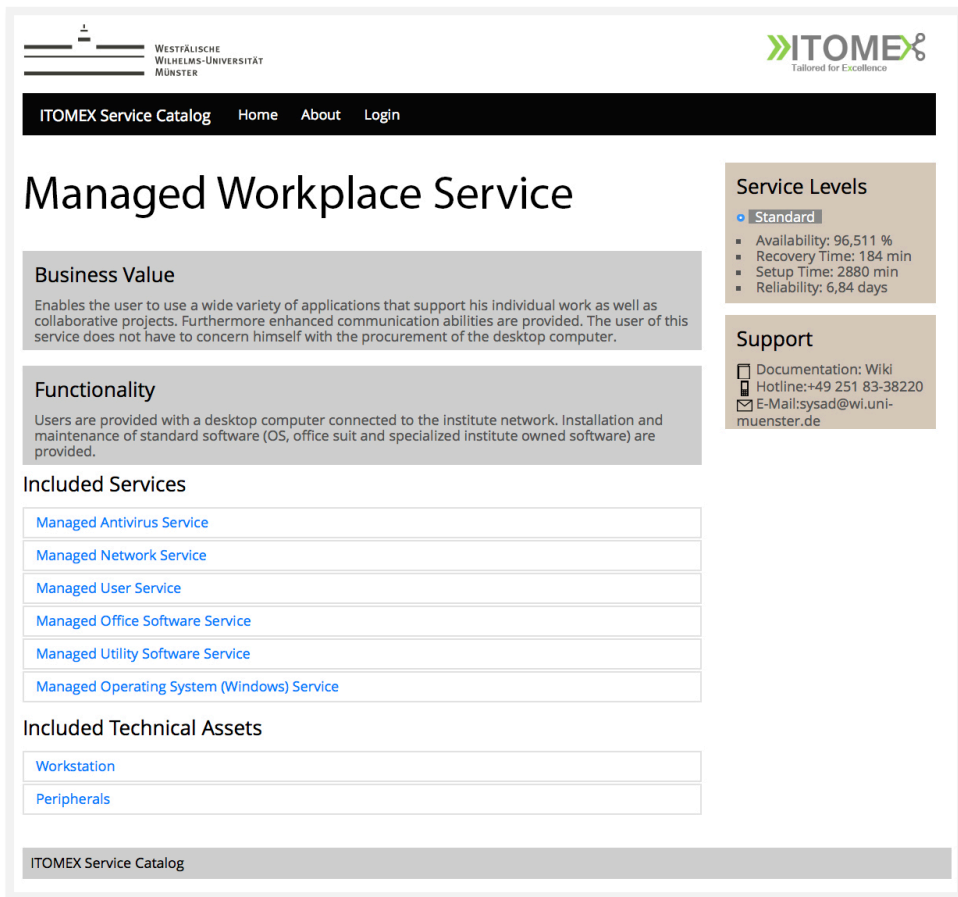 WESTFÄLISCHE
WILHELMS-UNIVERSITÄT
MÜNSTER
ITOMEX
Tailored for Excellence
ITOMEX Service Catalog Home About Login
Managed Workplace Service
Business Value
Enables the user to use a wide variety of applications that support his individual work as well as
collaborative projects. Furthermore enhanced communication abilities are provided. The user of this
service does not have to concern himself with the procurement of the desktop computer.
Functionality
Users are provided with a desktop computer connected to the institute network. Installation and
maintenance of standard software (OS, office suit and specialized institute owned software) are
provided.
Included Services
Managed Antivirus Service
Managed Network Service
Managed User Service
Managed Office Software Service
Managed Utility Software Service
Managed Operating System (Windows) Service
Included Technical Assets
Workstation
Peripherals
Service Levels
Standard
Availability: 96,511 %
Recovery Time: 184 min
Setup Time: 2880 min
Reliability: 6,84 days
Support
Documentation: Wiki
Hotline:+49 251 83-38220
E-Mail:sysad@wi.uni-
muenster.de
ITOMEX Service Catalog